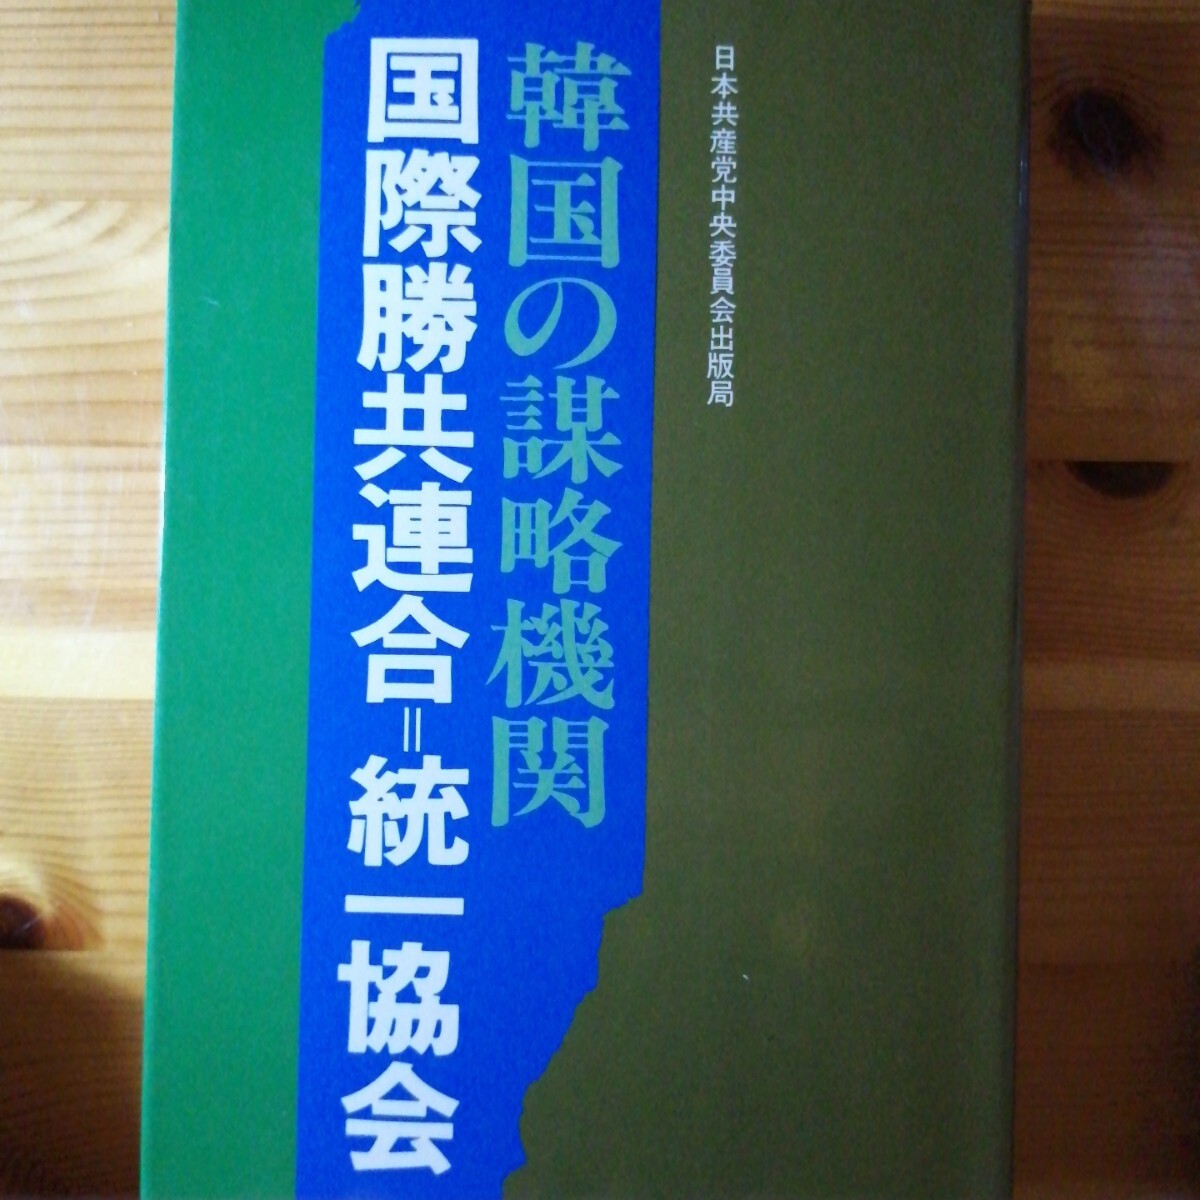 日本共産党中央委員会出版局
韓国の謀略機関
国際勝共連合=統一協会